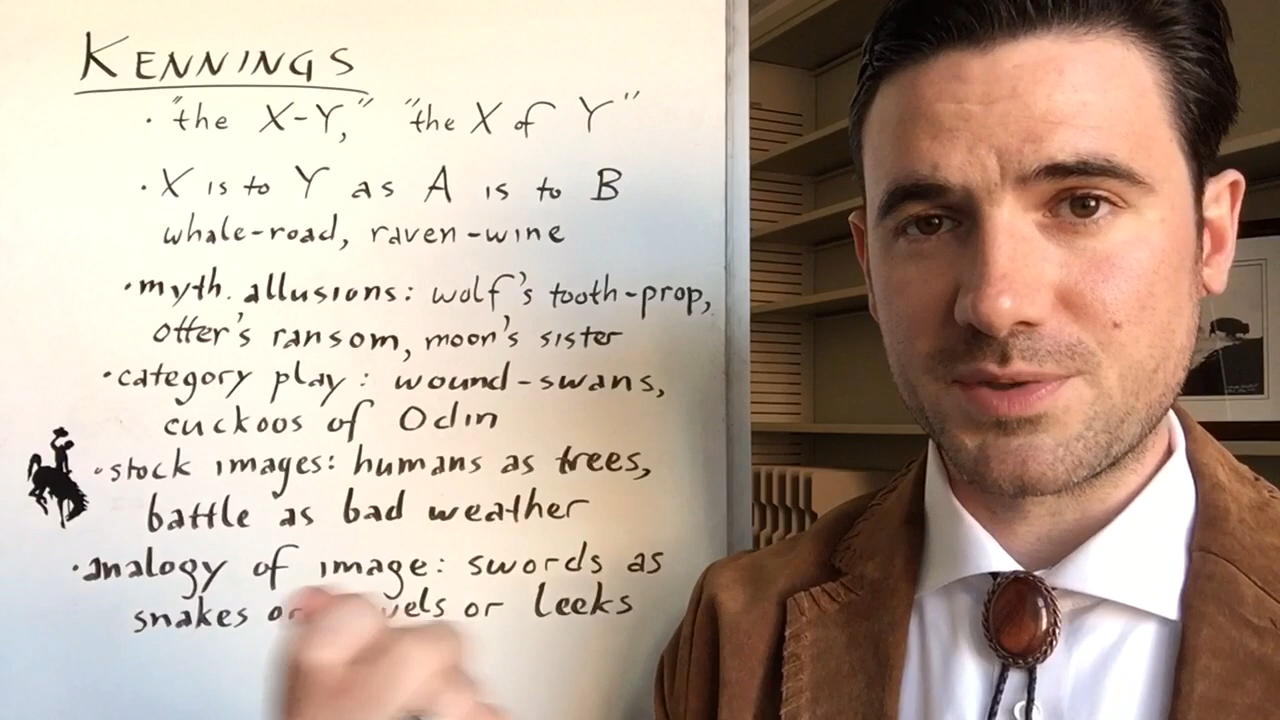 KENNINGS
• "the X-Y," "the X of Y"
• X is to Y as A is to B
whale-road, raven-wine
• myth. allusions: wolf's tooth-prop,
otter's ransom, moon's sister
• category play: wound-swans,
cuckoos of Odin
• stock images: humans as trees,
battle as bad weather
• analogy of image: swords as
snakes or leeks